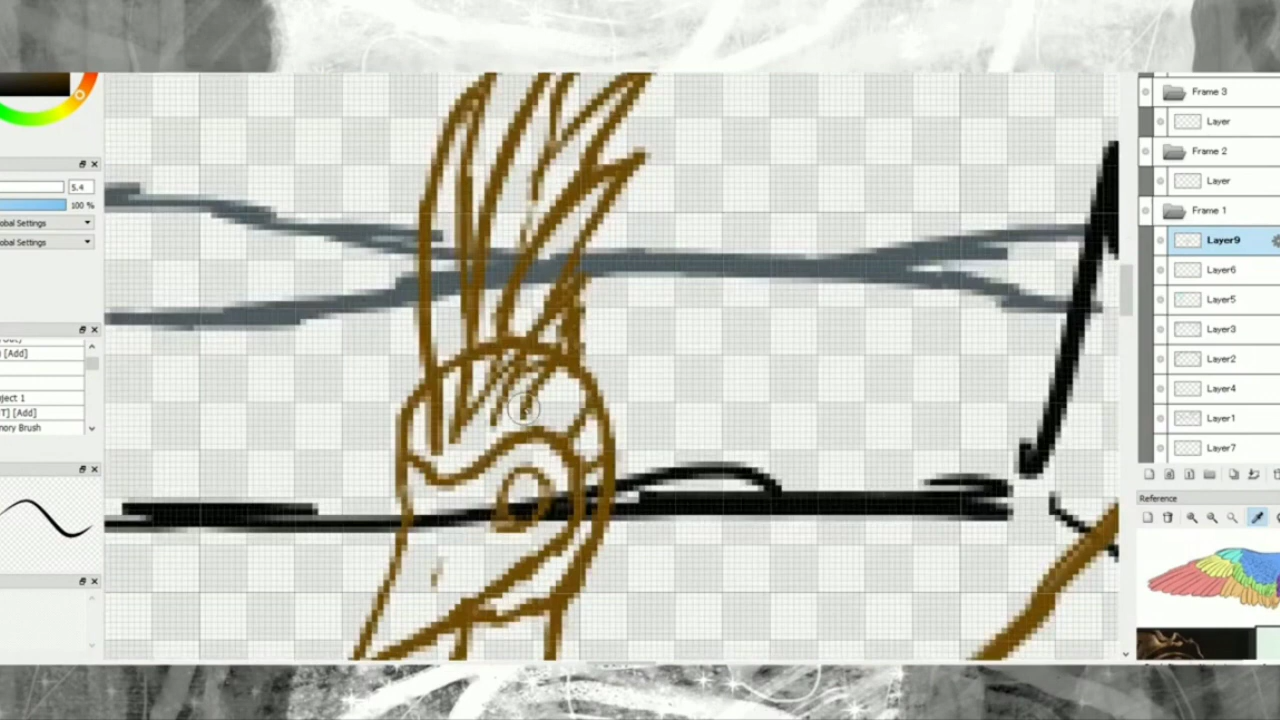 Frame 3
Layer
Frame 2
Layer
Frame 1
Layer9
Layer6
Layer5
Layer3
Layer2
Layer4
Layer1
Layer7
Reference
5.4
100 %
obal Settings
obal Settings
[Add]
ject 1
T] [Add]
mory Brush